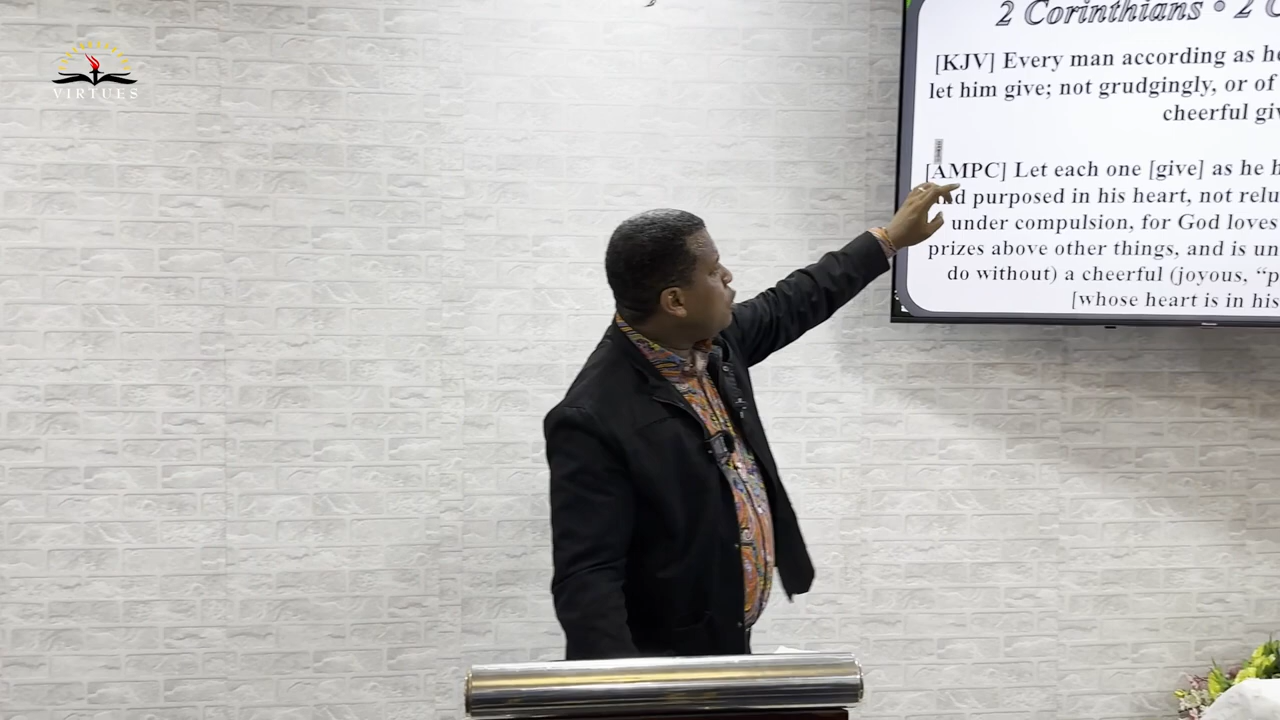 VIRTUES
2 Corinthians • 2 C
[KJV] Every man according as he
let him give; not grudgingly, or of
cheerful giv
[AMPC] Let each one [give] as he h
nd purposed in his heart, not relu
under compulsion, for God loves
prizes above other things, and is un
do without) a cheerful (joyous, “p
[whose heart is in his